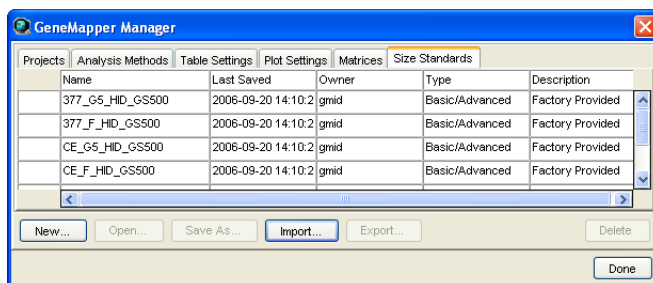 GeneMapper Manager
Projects Analysis Methods Table Settings Plot Settings Matrices Size Standards
Name Last Saved Owner Type Description
377_G5_HID_GS500 2006-09-20 14:10:2 gmid Basic/Advanced Factory Provided
377_F_HID_GS500 2006-09-20 14:10:2 gmid Basic/Advanced Factory Provided
CE_G5_HID_GS500 2006-09-20 14:10:2 gmid Basic/Advanced Factory Provided
CE_F_HID_GS500 2006-09-20 14:10:2 gmid Basic/Advanced Factory Provided
New... Open... Save As... Import... Export... Delete
Done